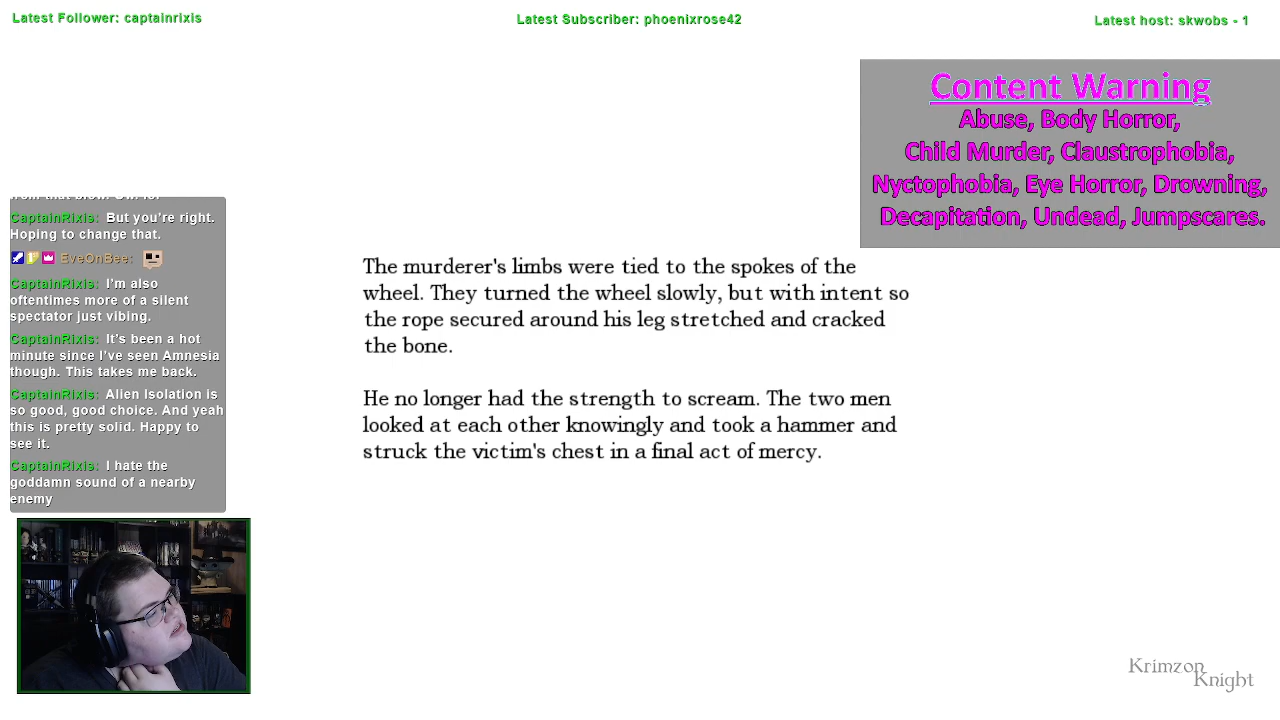 Latest Follower: captainrixis
Latest Subscriber: phoenixrose42
Latest host: skwobs - 1
Content Warning
Abuse, Body Horror,
Child Murder, Claustrophobia,
Nyctophobia, Eye Horror, Drowning,
Decapitation, Undead, Jumpscares.
CaptainRixis: But you're right.
Hoping to change that.
EveOnBee:
CaptainRixis: I'm also
oftentimes more of a silent
spectator just vibing.
CaptainRixis: It's been a hot
minute since I've seen Amnesia
though. This takes me back.
CaptainRixis: Alien Isolation is
so good, good choice. And yeah
this is pretty solid. Happy to
see it.
CaptainRixis: I hate the
goddamn sound of a nearby
enemy
The murderer's limbs were tied to the spokes of the
wheel. They turned the wheel slowly, but with intent so
the rope secured around his leg stretched and cracked
the bone.
He no longer had the strength to scream. The two men
looked at each other knowingly and took a hammer and
struck the victim's chest in a final act of mercy.
Krimzon
Knight